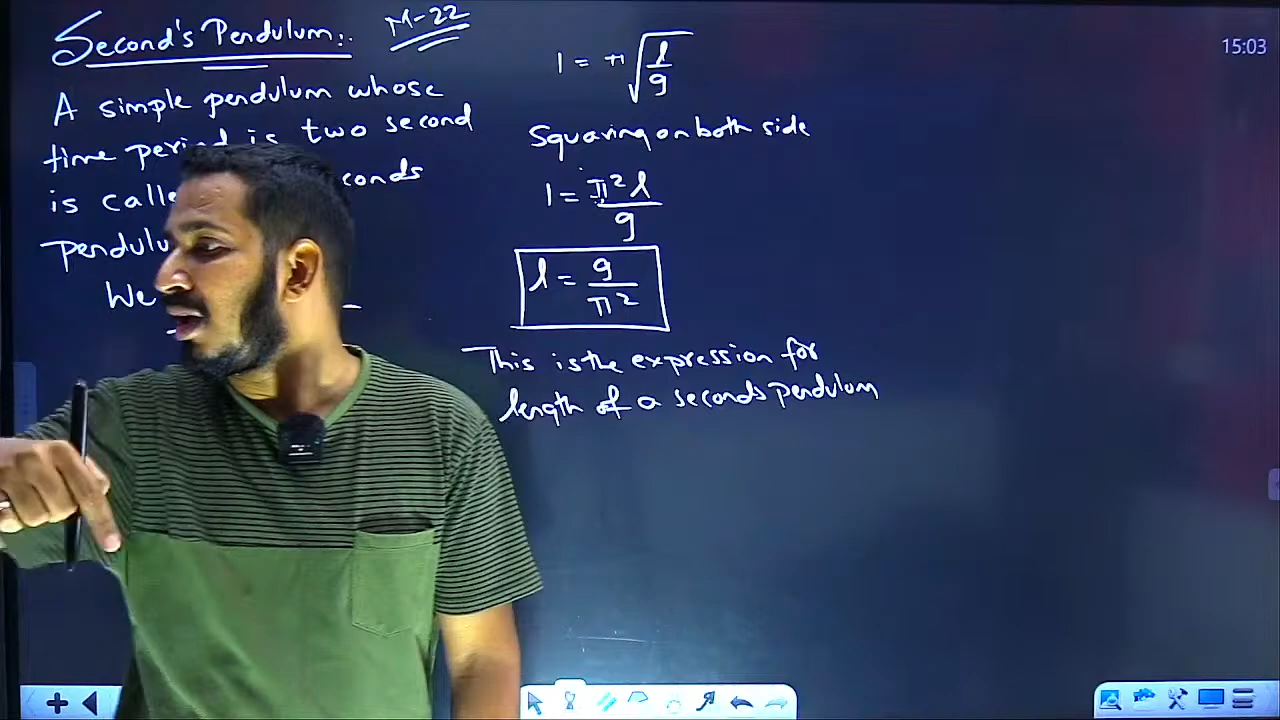 Second's Pendulum:.
M-22
A simple pendulum whose
time period is two second
is calle conds
pendulu
We
1 = π √ l / g
Squaring on both side
1 = π² l / g
l = g / π²
This is the expression for
length of a seconds pendulum
15:03